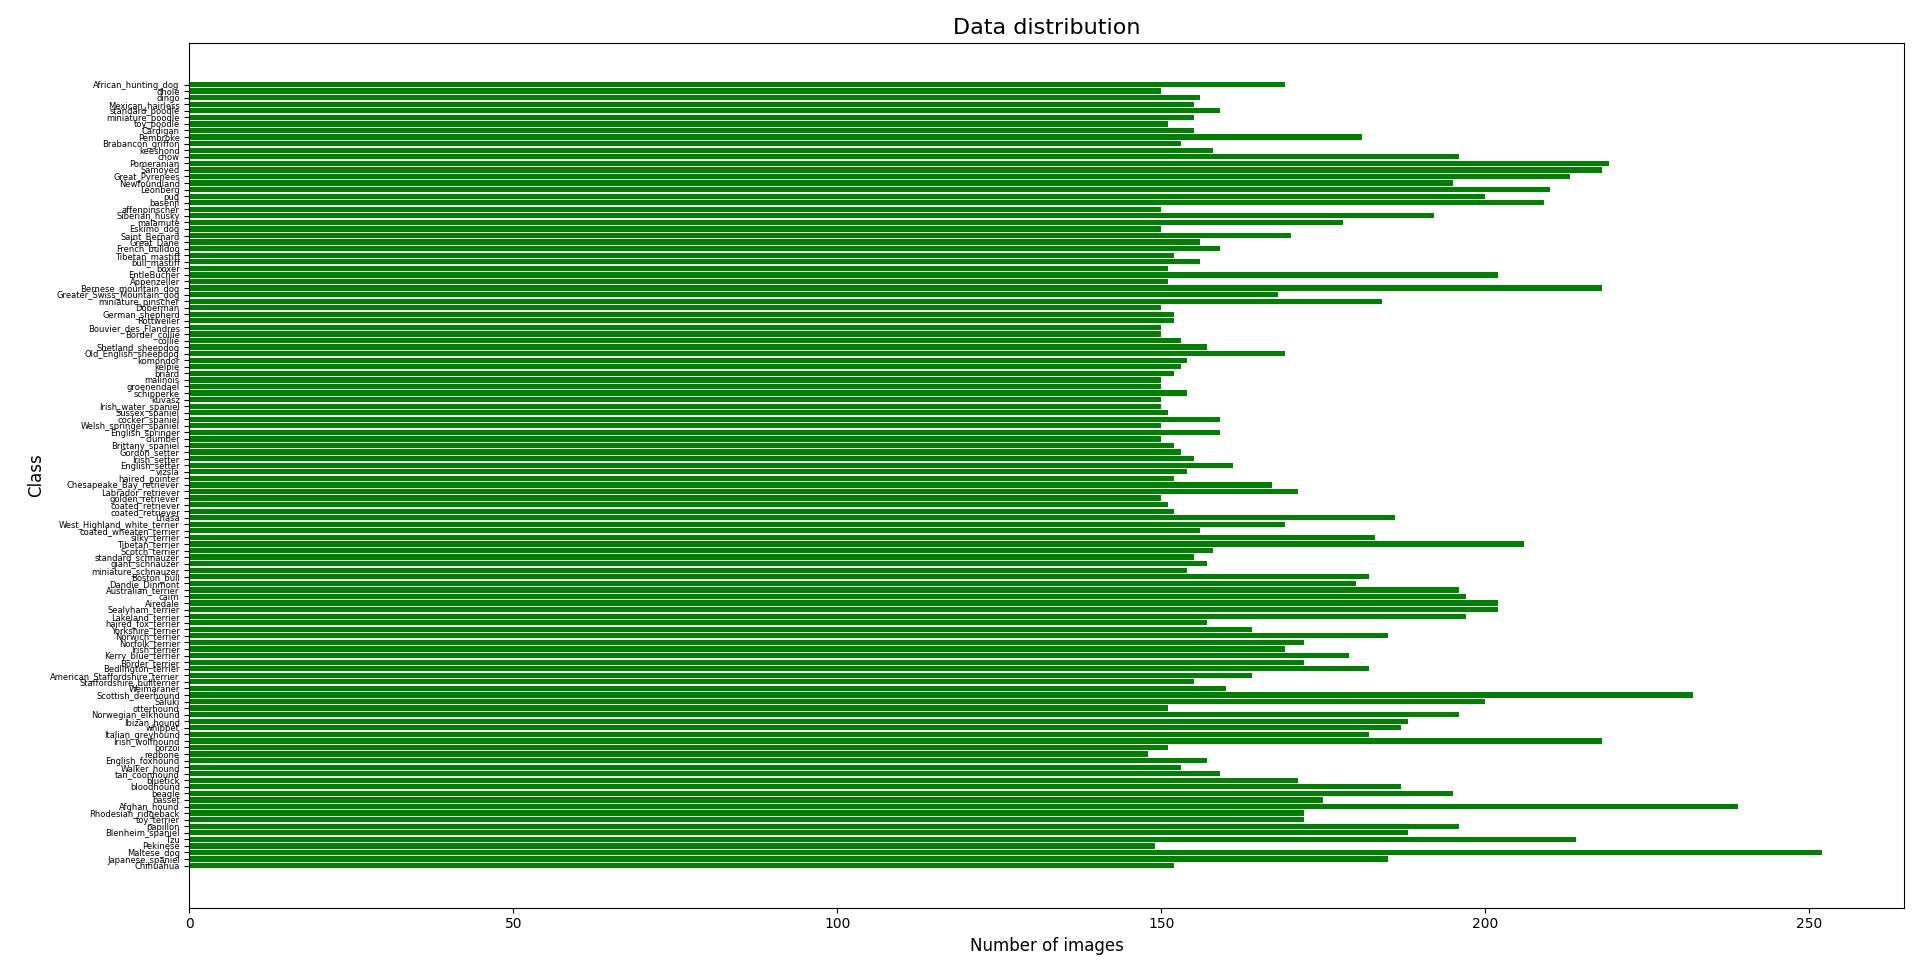 Data distribution
African_hunting_dog
dhole
dingo
Mexican_hairless
standard_poodle
miniature_poodle
toy_poodle
Cardigan
Pembroke
Brabancon_griffon
keeshond
chow
Pomeranian
Samoyed
Great_Pyrenees
Newfoundland
Leonberg
pug
basenji
affenpinscher
Siberian_husky
malamute
Eskimo_dog
Saint_Bernard
Great_Dane
French_bulldog
Tibetan_mastiff
bull_mastiff
boxer
EntleBucher
Appenzeller
Bernese_mountain_dog
Greater_Swiss_Mountain_dog
miniature_pinscher
Doberman
German_shepherd
Rottweiler
Bouvier_des_Flandres
Border_collie
collie
Shetland_sheepdog
Old_English_sheepdog
komondor
kelpie
briard
malinois
groenendael
schipperke
kuvasz
Irish_water_spaniel
Sussex_spaniel
cocker_spaniel
Welsh_springer_spaniel
English_springer
clumber
Brittany_spaniel
Gordon_setter
Irish_setter
English_setter
vizsla
haired_pointer
Chesapeake_Bay_retriever
Labrador_retriever
golden_retriever
coated_retriever
coated_retriever
Lhasa
West_Highland_white_terrier
coated_wheaten_terrier
silky_terrier
Tibetan_terrier
Scotch_terrier
standard_schnauzer
giant_schnauzer
miniature_schnauzer
Boston_bull
Dandie_Dinmont
Australian_terrier
cairn
Airedale
Sealyham_terrier
Lakeland_terrier
haired_fox_terrier
Yorkshire_terrier
Norwich_terrier
Norfolk_terrier
Irish_terrier
Kerry_blue_terrier
Border_terrier
Bedlington_terrier
American_Staffordshire_terrier
Staffordshire_bullterrier
Weimaraner
Scottish_deerhound
Saluki
otterhound
Norwegian_elkhound
Ibizan_hound
whippet
Italian_greyhound
Irish_wolfhound
borzoi
redbone
English_foxhound
Walker_hound
tan_coonhound
bluetick
bloodhound
beagle
basset
Afghan_hound
Rhodesian_ridgeback
toy_terrier
papillon
Blenheim_spaniel
Tzu
Pekinese
Maltese_dog
Japanese_spaniel
Chihuahua
Class
0 50 100 150 200 250
Number of images